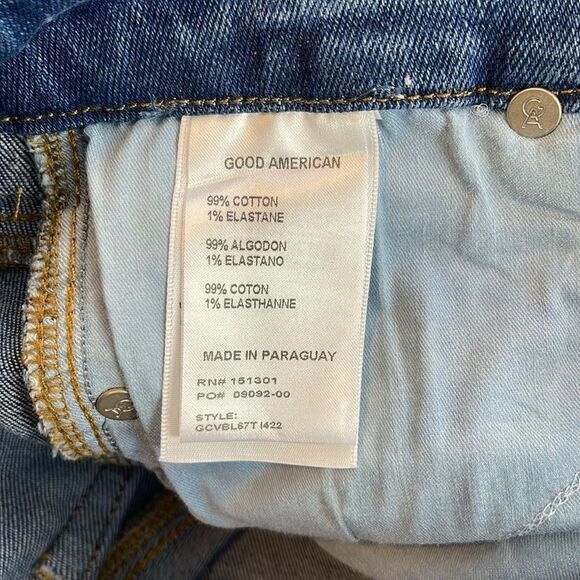 GOOD AMERICAN
99% COTTON
1% ELASTANE
99% ALGODON
1% ELASTANO
99% COTON
1% ELASTHANNE
MADE IN PARAGUAY
RN# 151301
PO# 09092-00
STYLE:
GCVBL67T I422